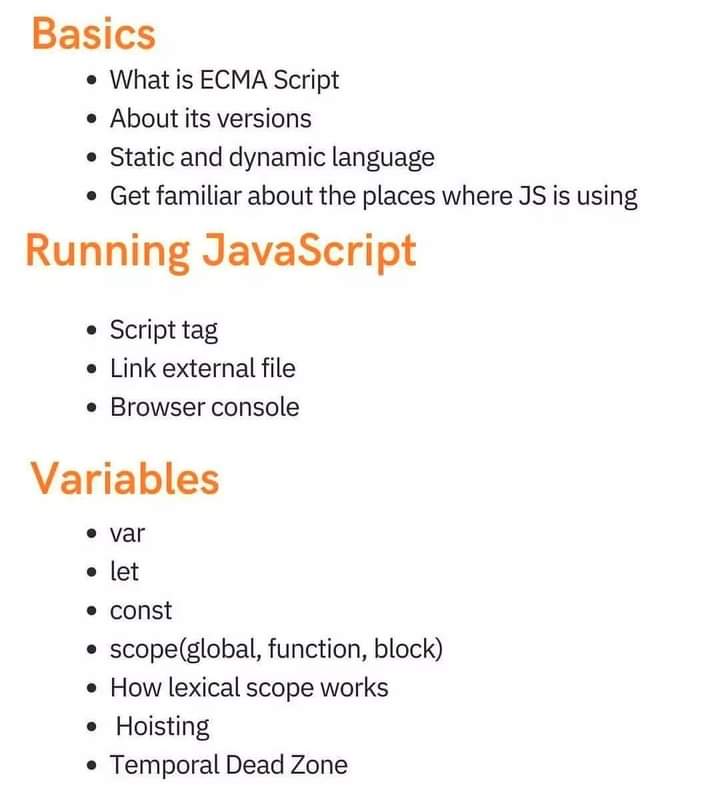 Basics
• What is ECMA Script
• About its versions
• Static and dynamic language
• Get familiar about the places where JS is using
Running JavaScript
• Script tag
• Link external file
• Browser console
Variables
• var
• let
• const
• scope(global, function, block)
• How lexical scope works
• Hoisting
• Temporal Dead Zone